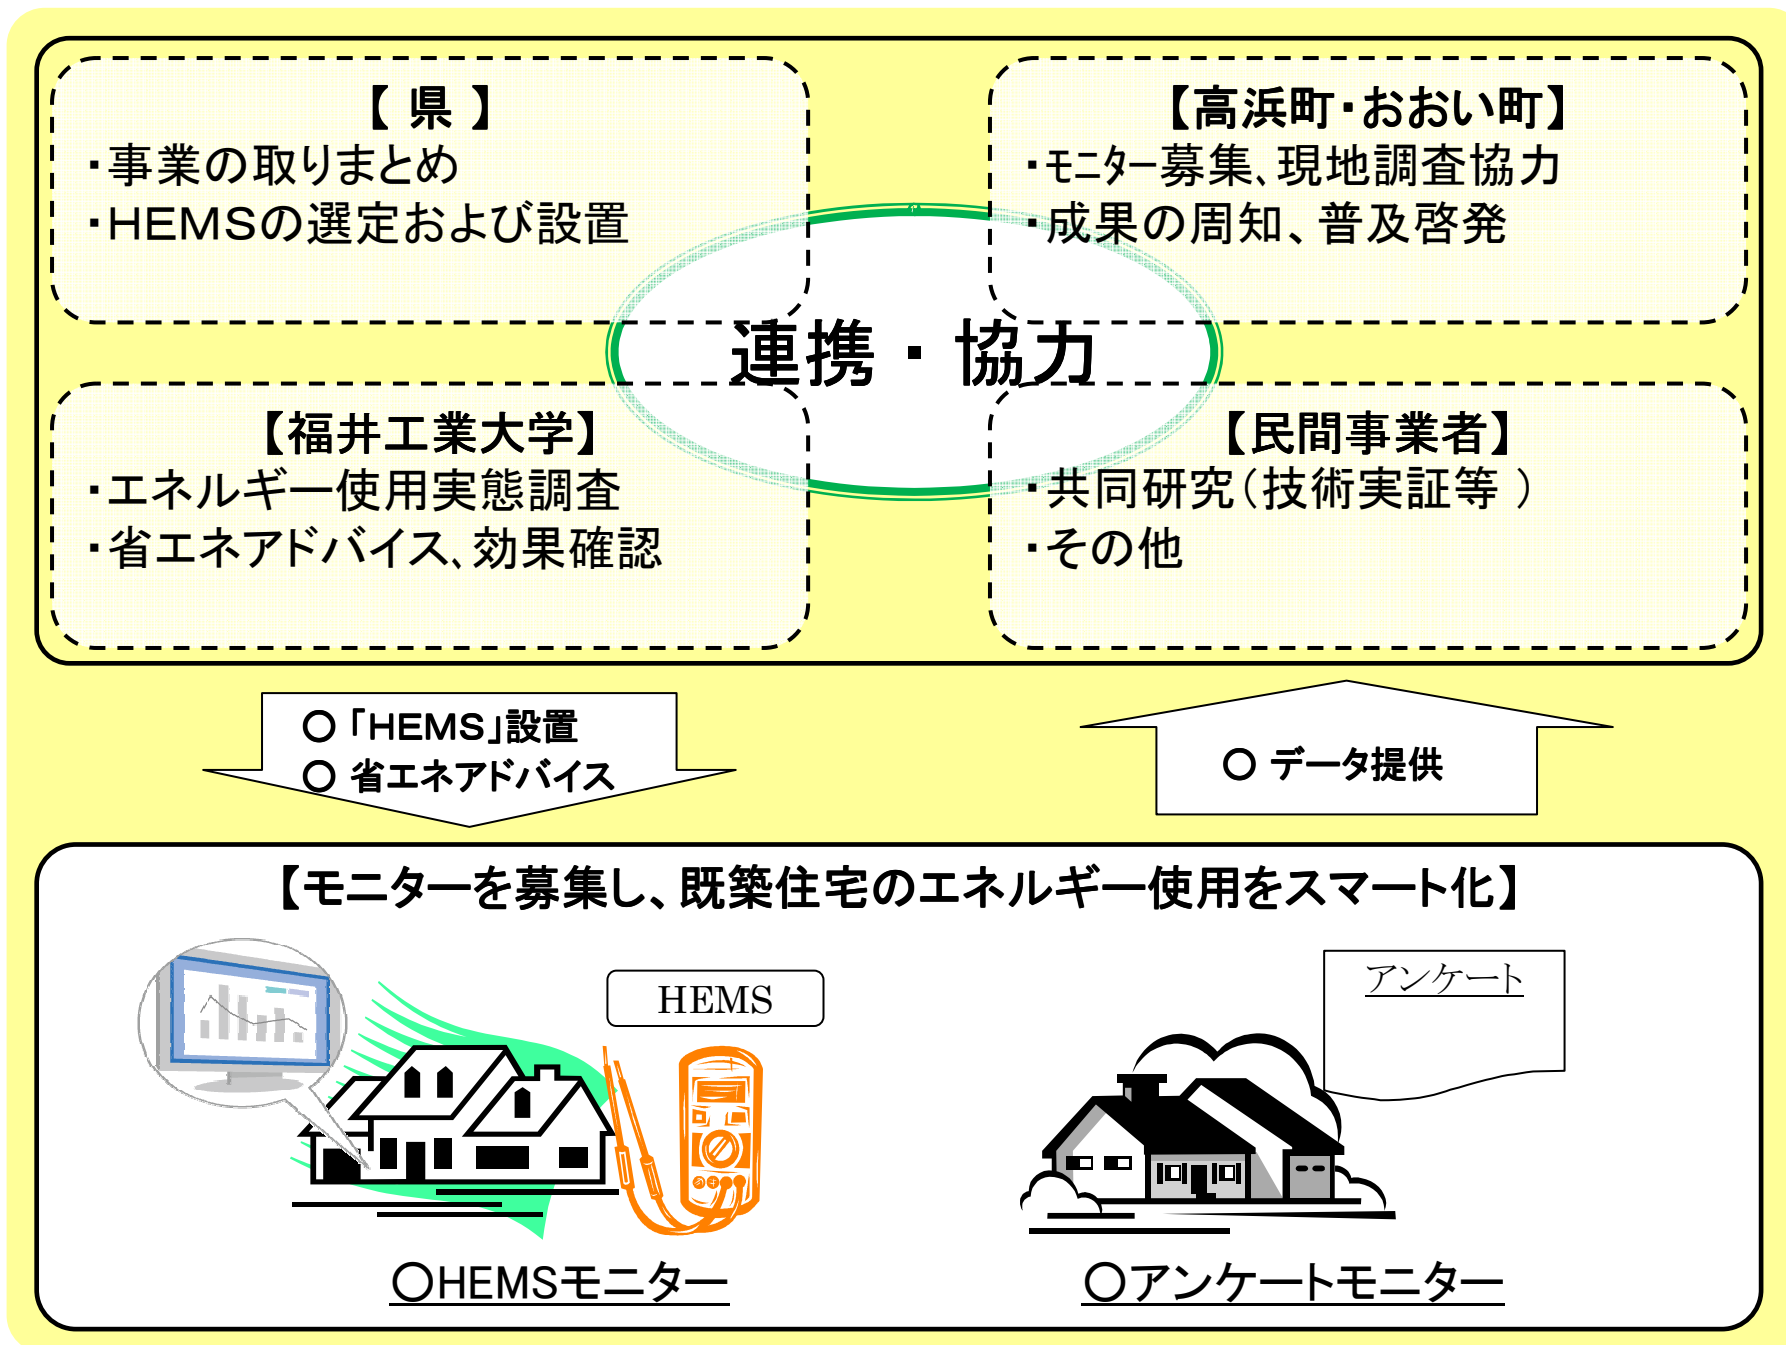 【 県 】
・事業の取りまとめ
・HEMSの選定および設置
【高浜町・おおい町】
・モニター募集、現地調査協力
・成果の周知、普及啓発
連携・協力
【福井工業大学】
・エネルギー使用実態調査
・省エネアドバイス、効果確認
【民間事業者】
・共同研究（技術実証等 ）
・その他
○「HEMS」設置
○ 省エネアドバイス
○ データ提供
【モニターを募集し、既築住宅のエネルギー使用をスマート化】
HEMS
アンケート
○HEMSモニター
○アンケートモニター